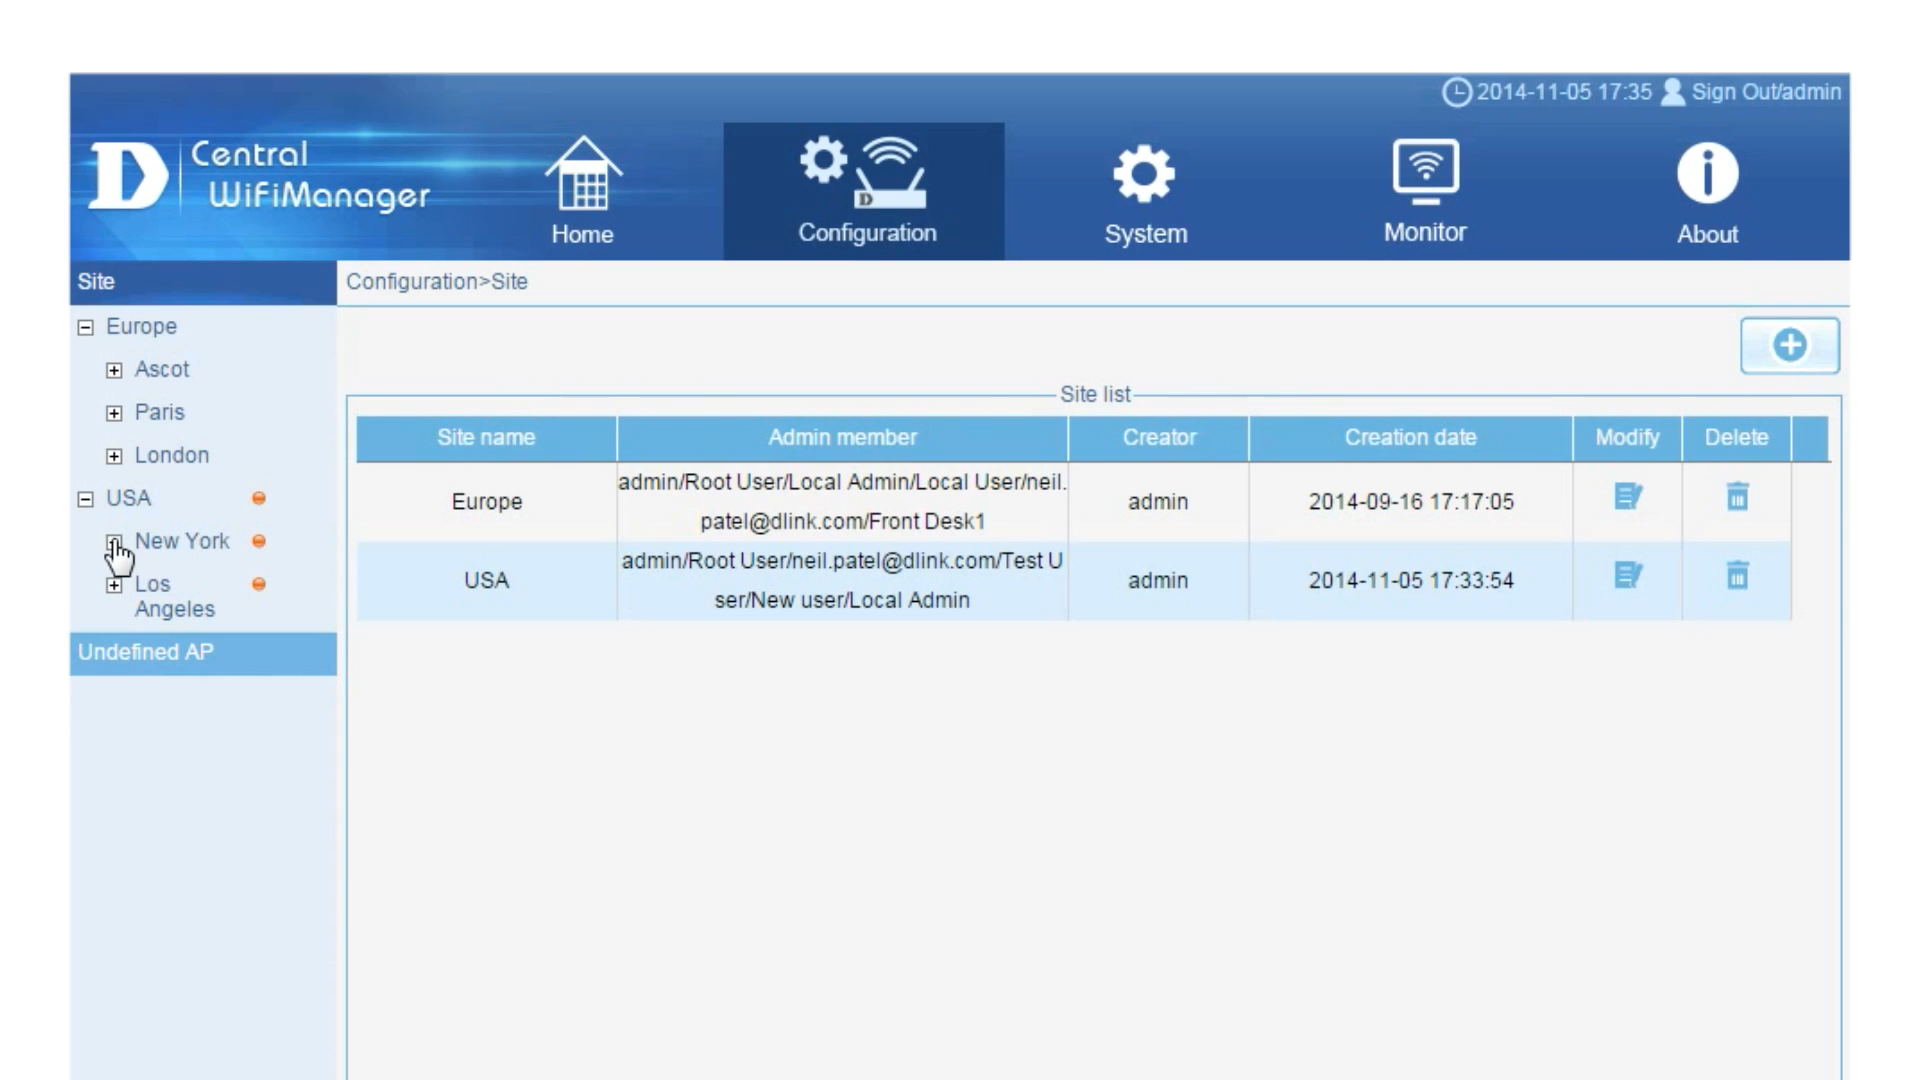 2014-11-05 17:35 Sign Out/admin
D Central
WiFiManager
Home
Configuration
System
Monitor
About
Site
Configuration>Site
Europe
Ascot
Paris
London
USA
New York
Los
Angeles
Undefined AP
Site list
Site name Admin member Creator Creation date Modify Delete
Europe
admin/Root User/Local Admin/Local User/neil.
patel@dlink.com/Front Desk1
admin
2014-09-16 17:17:05
USA
admin/Root User/neil.patel@dlink.com/Test U
ser/New user/Local Admin
admin
2014-11-05 17:33:54